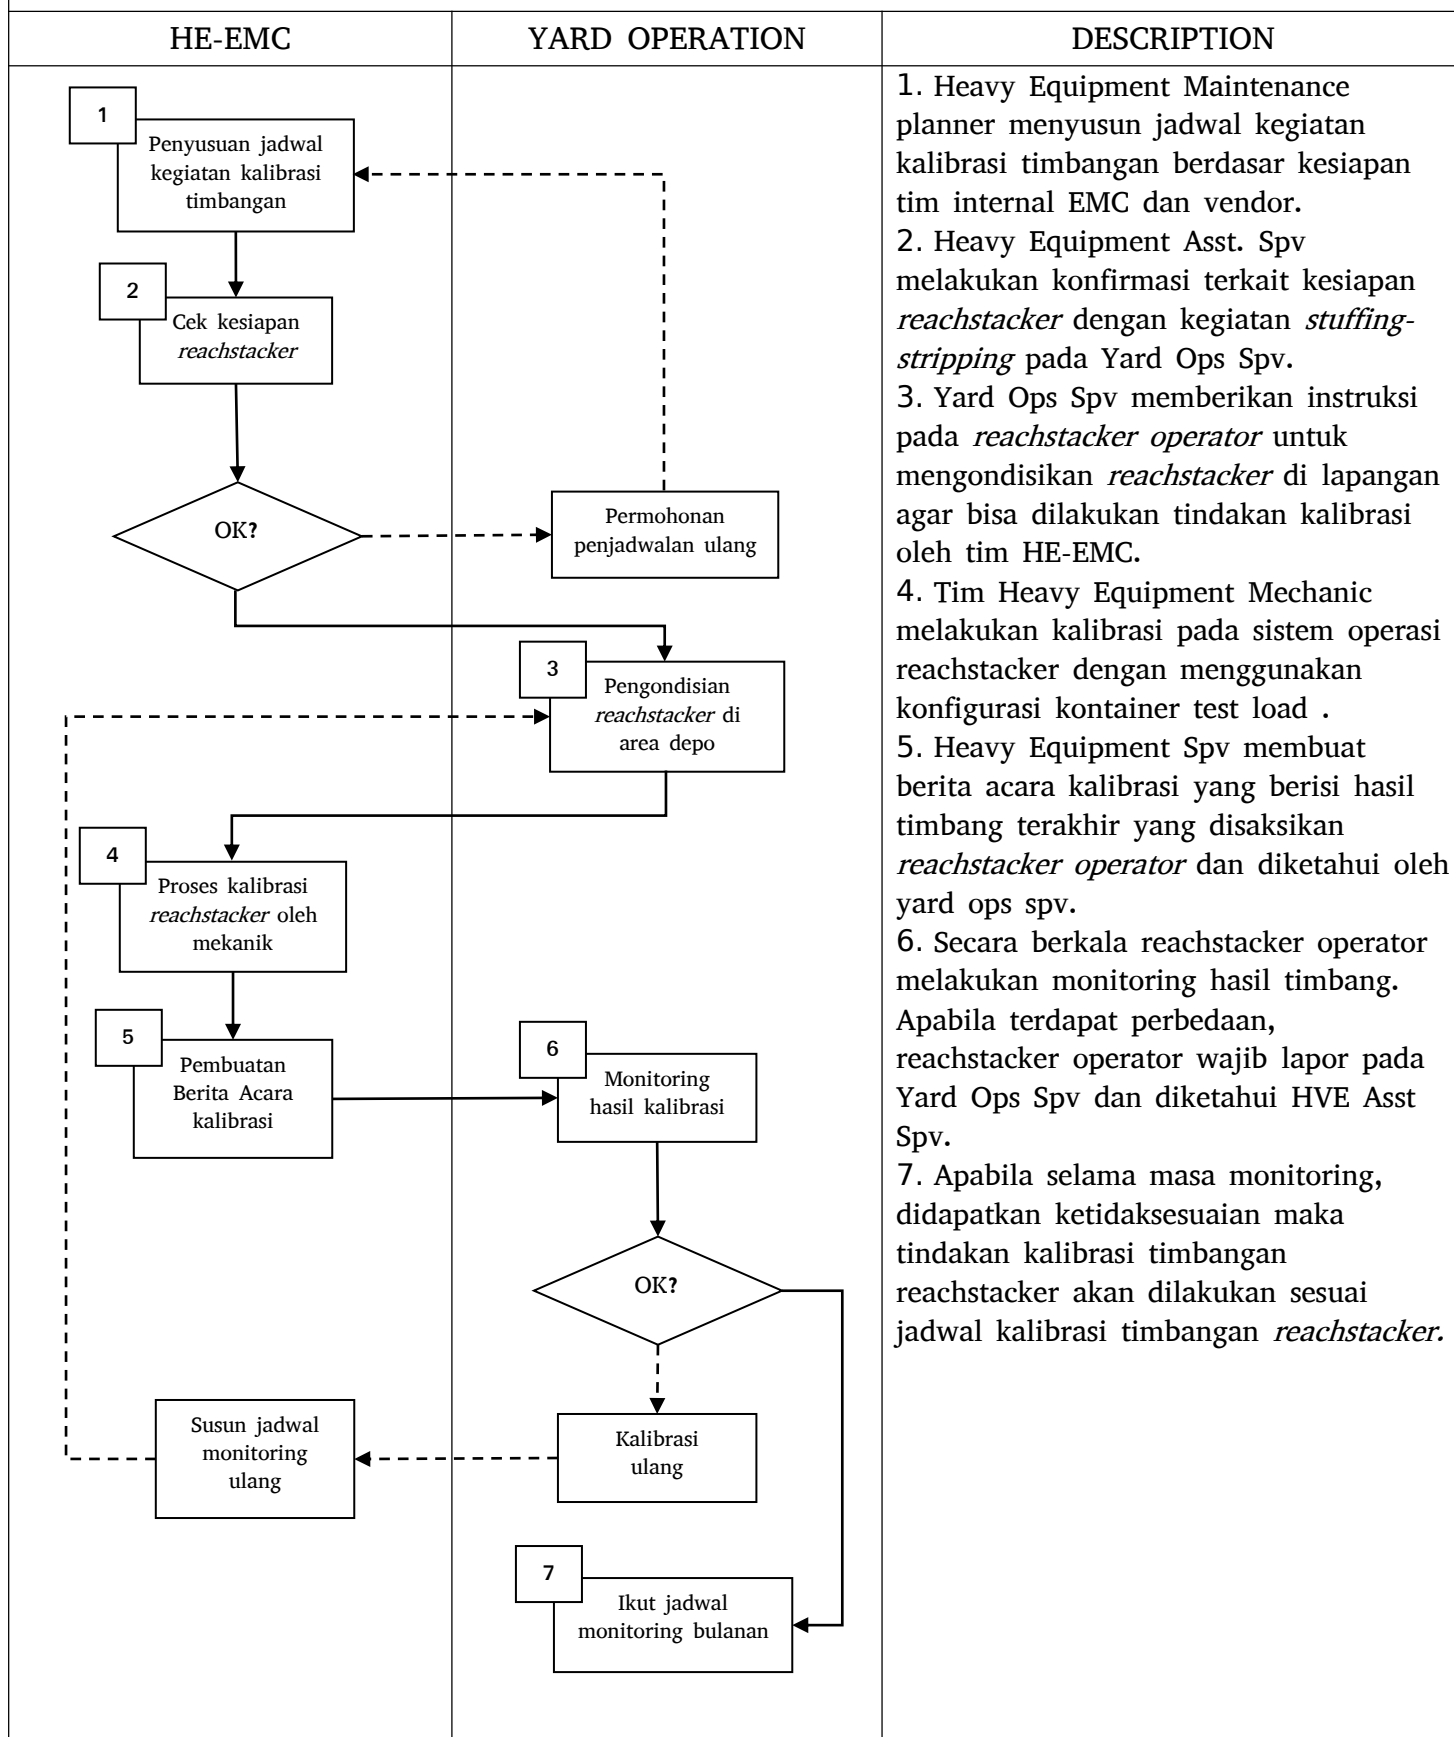 HE-EMC
YARD OPERATION
DESCRIPTION
1
Penyusuan jadwal
kegiatan kalibrasi
timbangan
2
Cek kesiapan
reachstacker
OK?
Permohonan
penjadwalan ulang
3
Pengondisian
reachstacker di
area depo
4
Proses kalibrasi
reachstacker oleh
mekanik
5
Pembuatan
Berita Acara
kalibrasi
6
Monitoring
hasil kalibrasi
OK?
Kalibrasi
ulang
Susun jadwal
monitoring
ulang
7
Ikut jadwal
monitoring bulanan
1. Heavy Equipment Maintenance
planner menyusun jadwal kegiatan
kalibrasi timbangan berdasar kesiapan
tim internal EMC dan vendor.
2. Heavy Equipment Asst. Spv
melakukan konfirmasi terkait kesiapan
reachstacker dengan kegiatan stuffing-
stripping pada Yard Ops Spv.
3. Yard Ops Spv memberikan instruksi
pada reachstacker operator untuk
mengondisikan reachstacker di lapangan
agar bisa dilakukan tindakan kalibrasi
oleh tim HE-EMC.
4. Tim Heavy Equipment Mechanic
melakukan kalibrasi pada sistem operasi
reachstacker dengan menggunakan
konfigurasi kontainer test load .
5. Heavy Equipment Spv membuat
berita acara kalibrasi yang berisi hasil
timbang terakhir yang disaksikan
reachstacker operator dan diketahui oleh
yard ops spv.
6. Secara berkala reachstacker operator
melakukan monitoring hasil timbang.
Apabila terdapat perbedaan,
reachstacker operator wajib lapor pada
Yard Ops Spv dan diketahui HVE Asst
Spv.
7. Apabila selama masa monitoring,
didapatkan ketidaksesuaian maka
tindakan kalibrasi timbangan
reachstacker akan dilakukan sesuai
jadwal kalibrasi timbangan reachstacker.